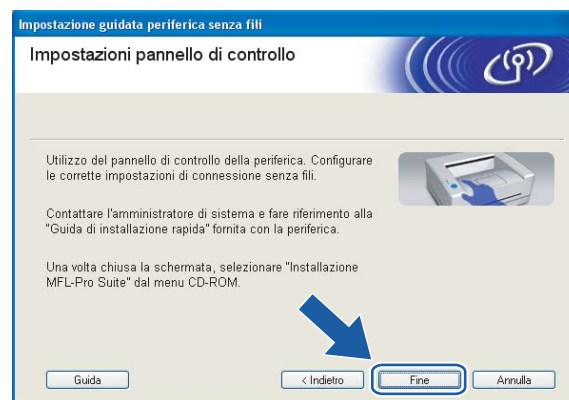 Impostazione guidata periferica senza fili
Impostazioni pannello di controllo
Utilizzo del pannello di controllo della periferica. Configurare
le corrette impostazioni di connessione senza fili.
Contattare l'amministratore di sistema e fare riferimento alla
"Guida di installazione rapida" fornita con la periferica.
Una volta chiusa la schermata, selezionare "Installazione
MFL-Pro Suite" dal menu CD-ROM.
Guida
< Indietro
Fine
Annulla